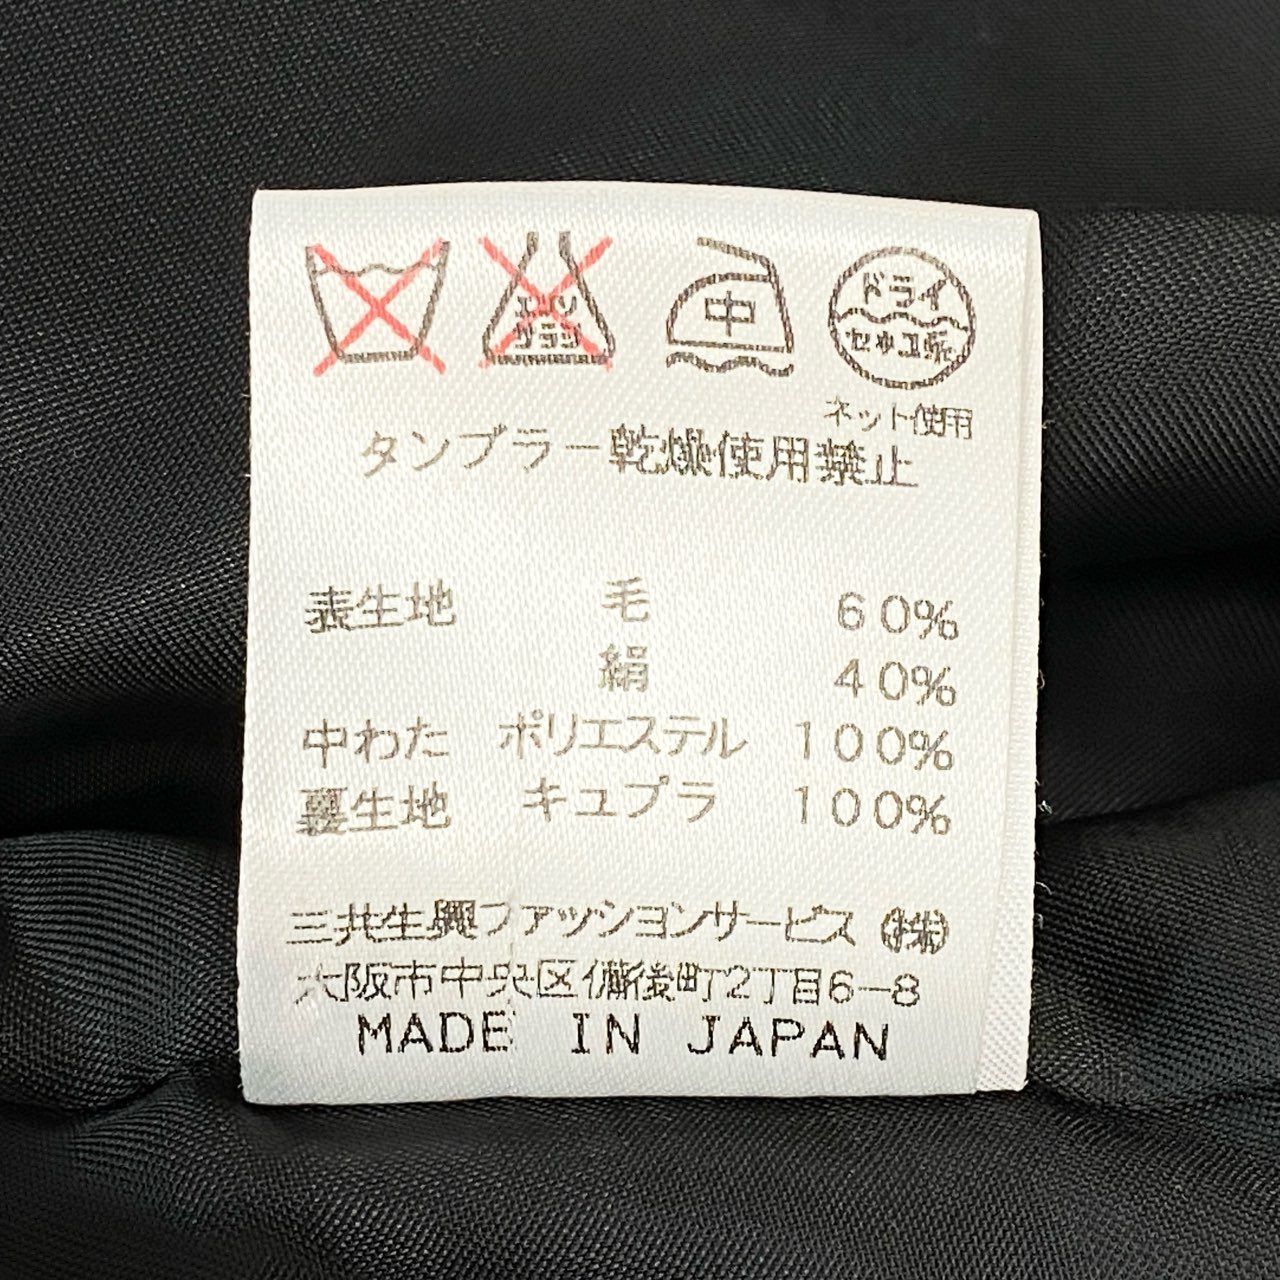 エンソ
サラシ
中
ドライ
セキユ系
ネット使用
タンブラー乾燥使用禁止
表生地 毛 60%
絹 40%
中わた ポリエステル 100%
裏生地 キュプラ 100%
三共生興ファッションサービス ㈱
大阪市中央区備後町2丁目6-8
MADE IN JAPAN